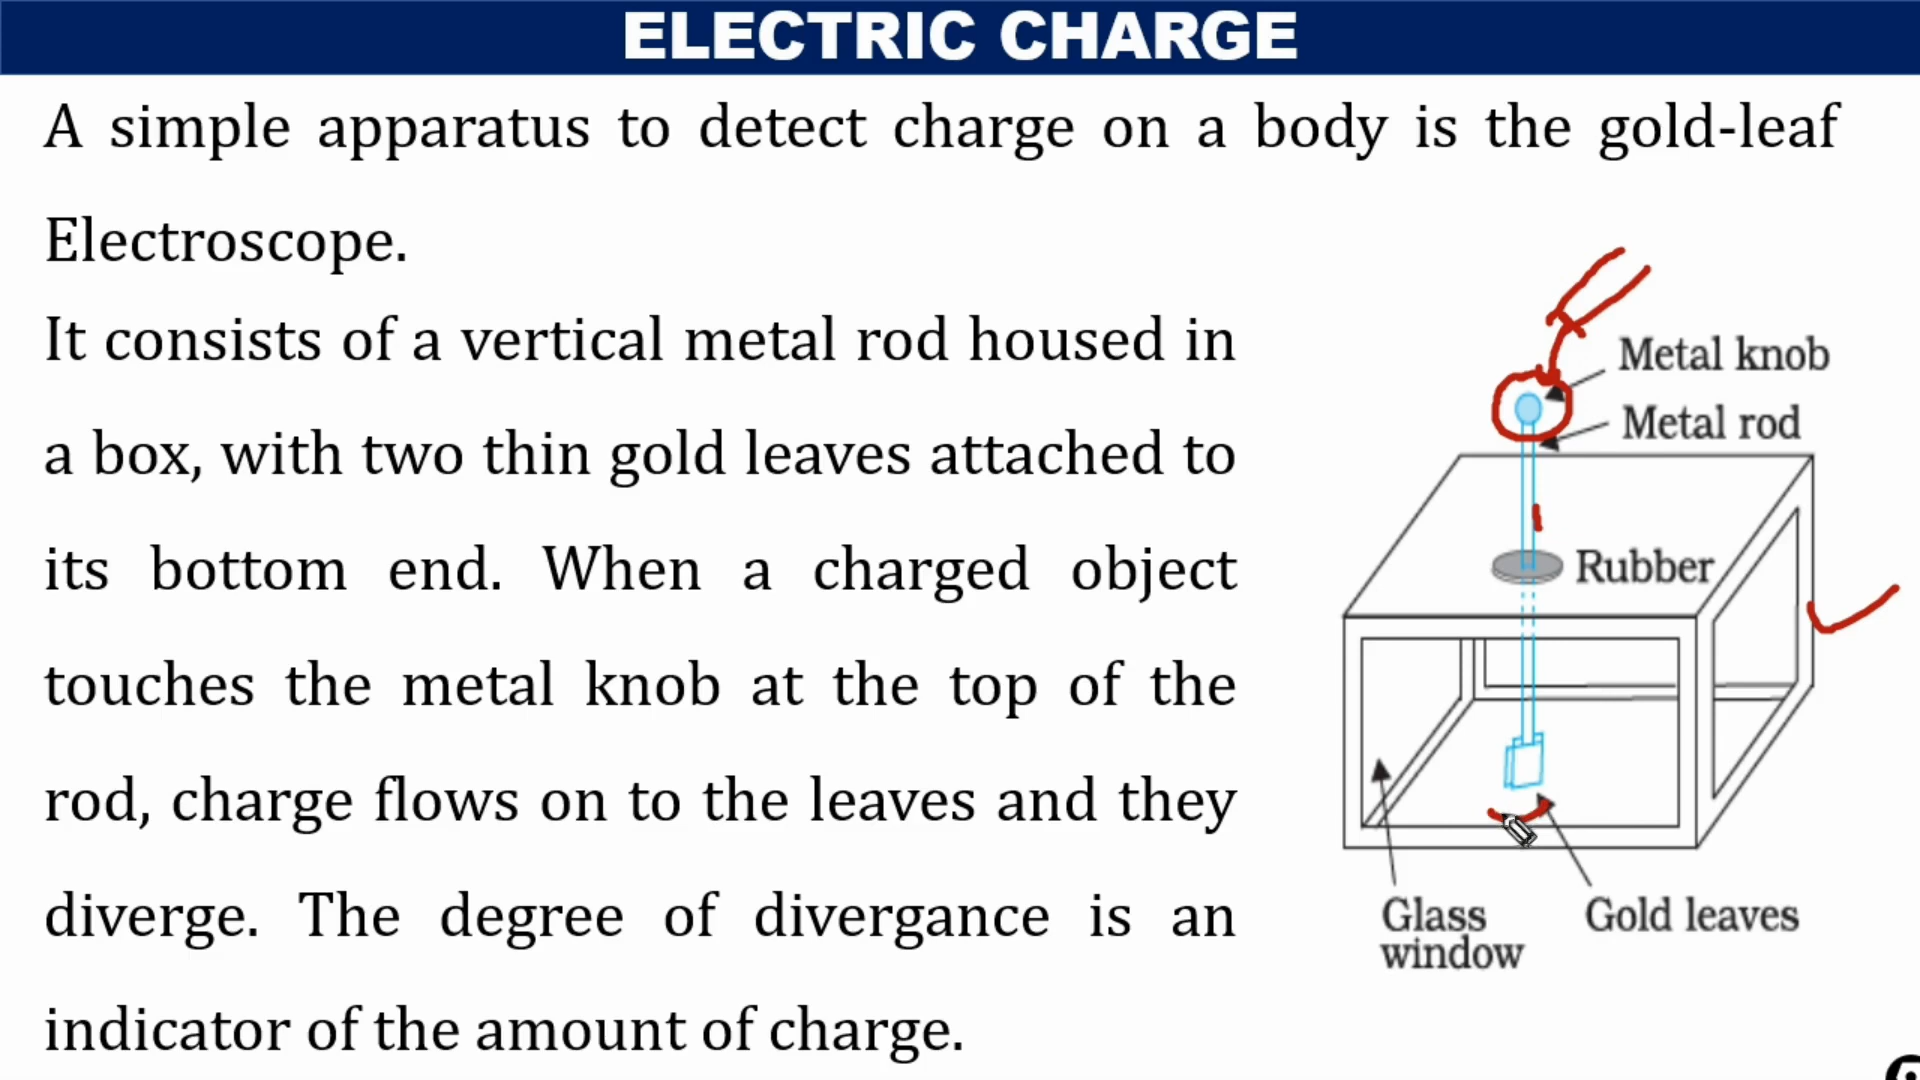 ELECTRIC CHARGE
A simple apparatus to detect charge on a body is the gold-leaf
Electroscope.
It consists of a vertical metal rod housed in
a box, with two thin gold leaves attached to
its bottom end. When a charged object
touches the metal knob at the top of the
rod, charge flows on to the leaves and they
diverge. The degree of divergance is an
indicator of the amount of charge.
Metal knob
Metal rod
Rubber
Glass
window
Gold leaves